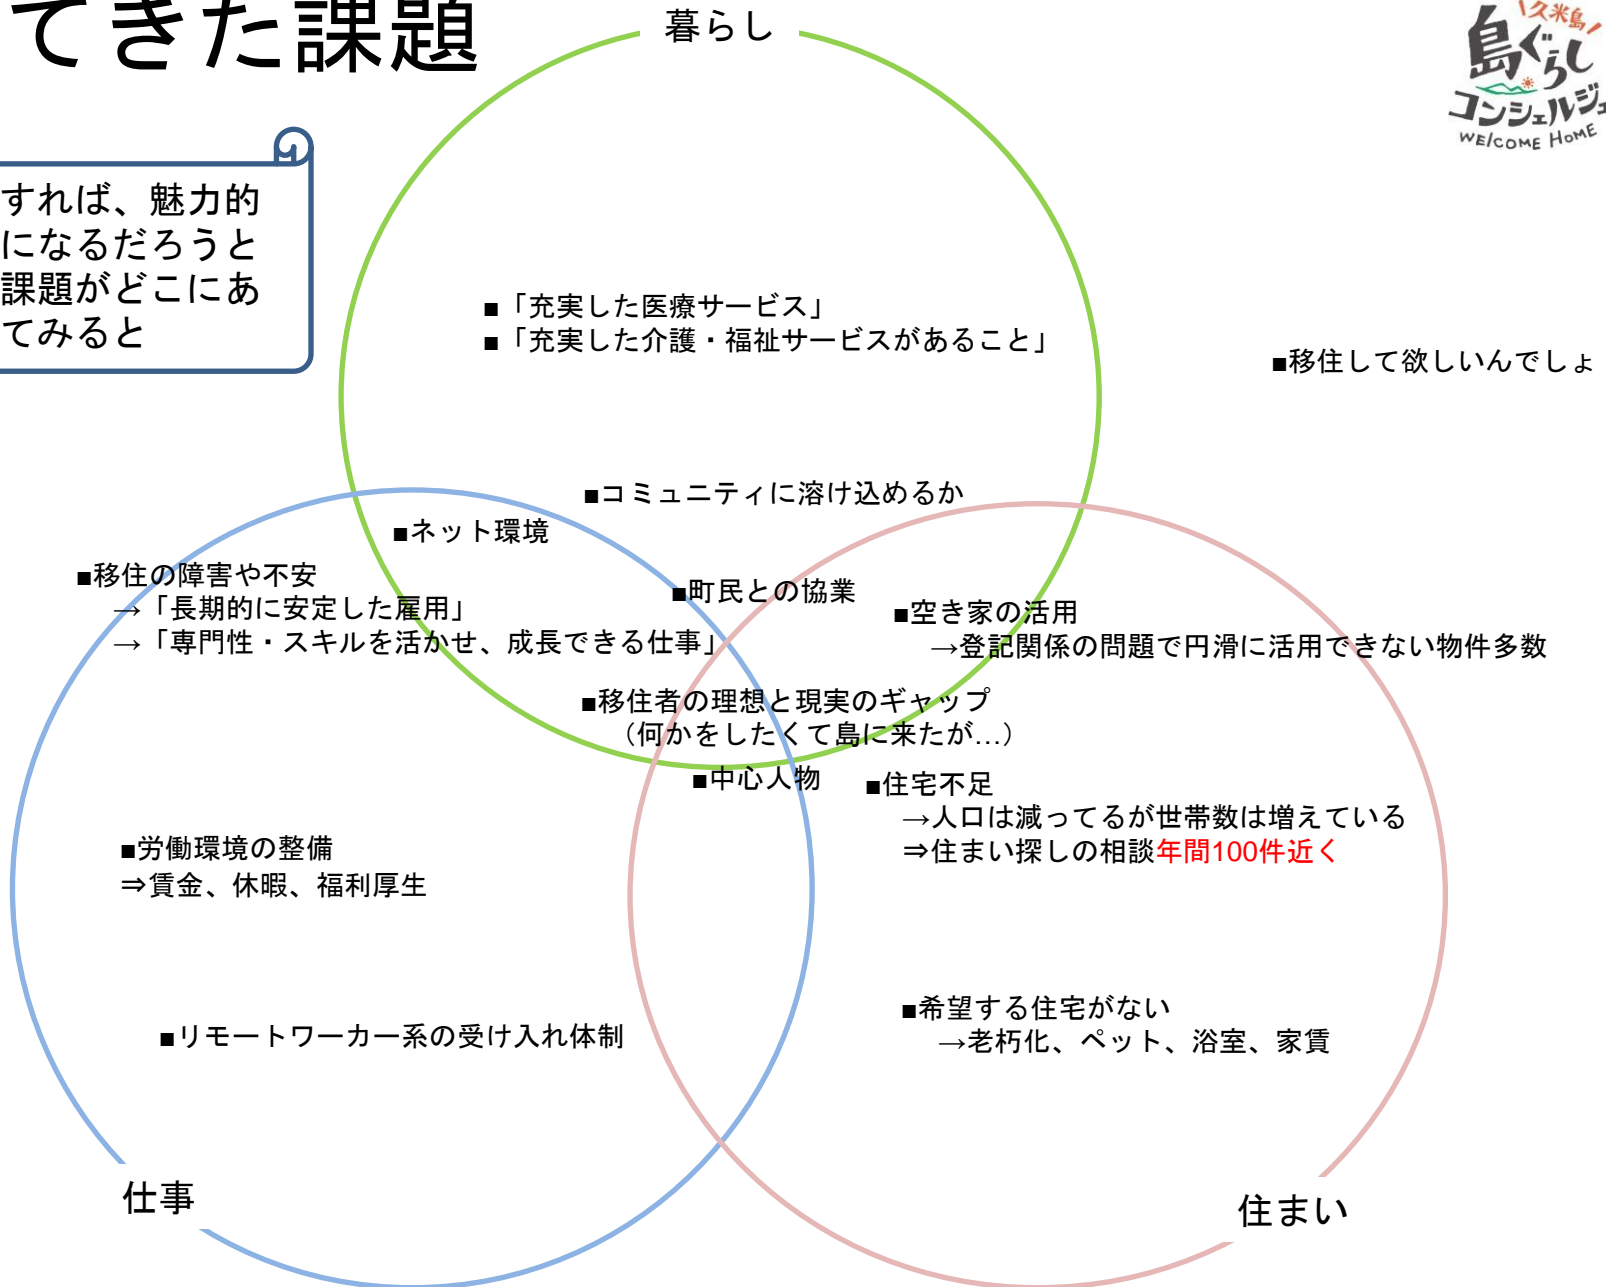 てきた課題
暮らし
\久米島/
島ぐらし
コンシェルジュ
WElCOME HOME
すれば、魅力的
になるだろうと
課題がどこにあ
てみると
■「充実した医療サービス」
■「充実した介護・福祉サービスがあること」
■移住して欲しいんでしょ
■コミュニティに溶け込めるか
■ネット環境
■移住の障害や不安
→「長期的に安定した雇用」
→「専門性・スキルを活かせ、成長できる仕事」
■町民との協業
■空き家の活用
→登記関係の問題で円滑に活用できない物件多数
■移住者の理想と現実のギャップ
（何かをしたくて島に来たが…）
■中心人物
■住宅不足
→人口は減ってるが世帯数は増えている
⇒住まい探しの相談年間100件近く
■労働環境の整備
⇒賃金、休暇、福利厚生
■リモートワーカー系の受け入れ体制
■希望する住宅がない
→老朽化、ペット、浴室、家賃
仕事
住まい